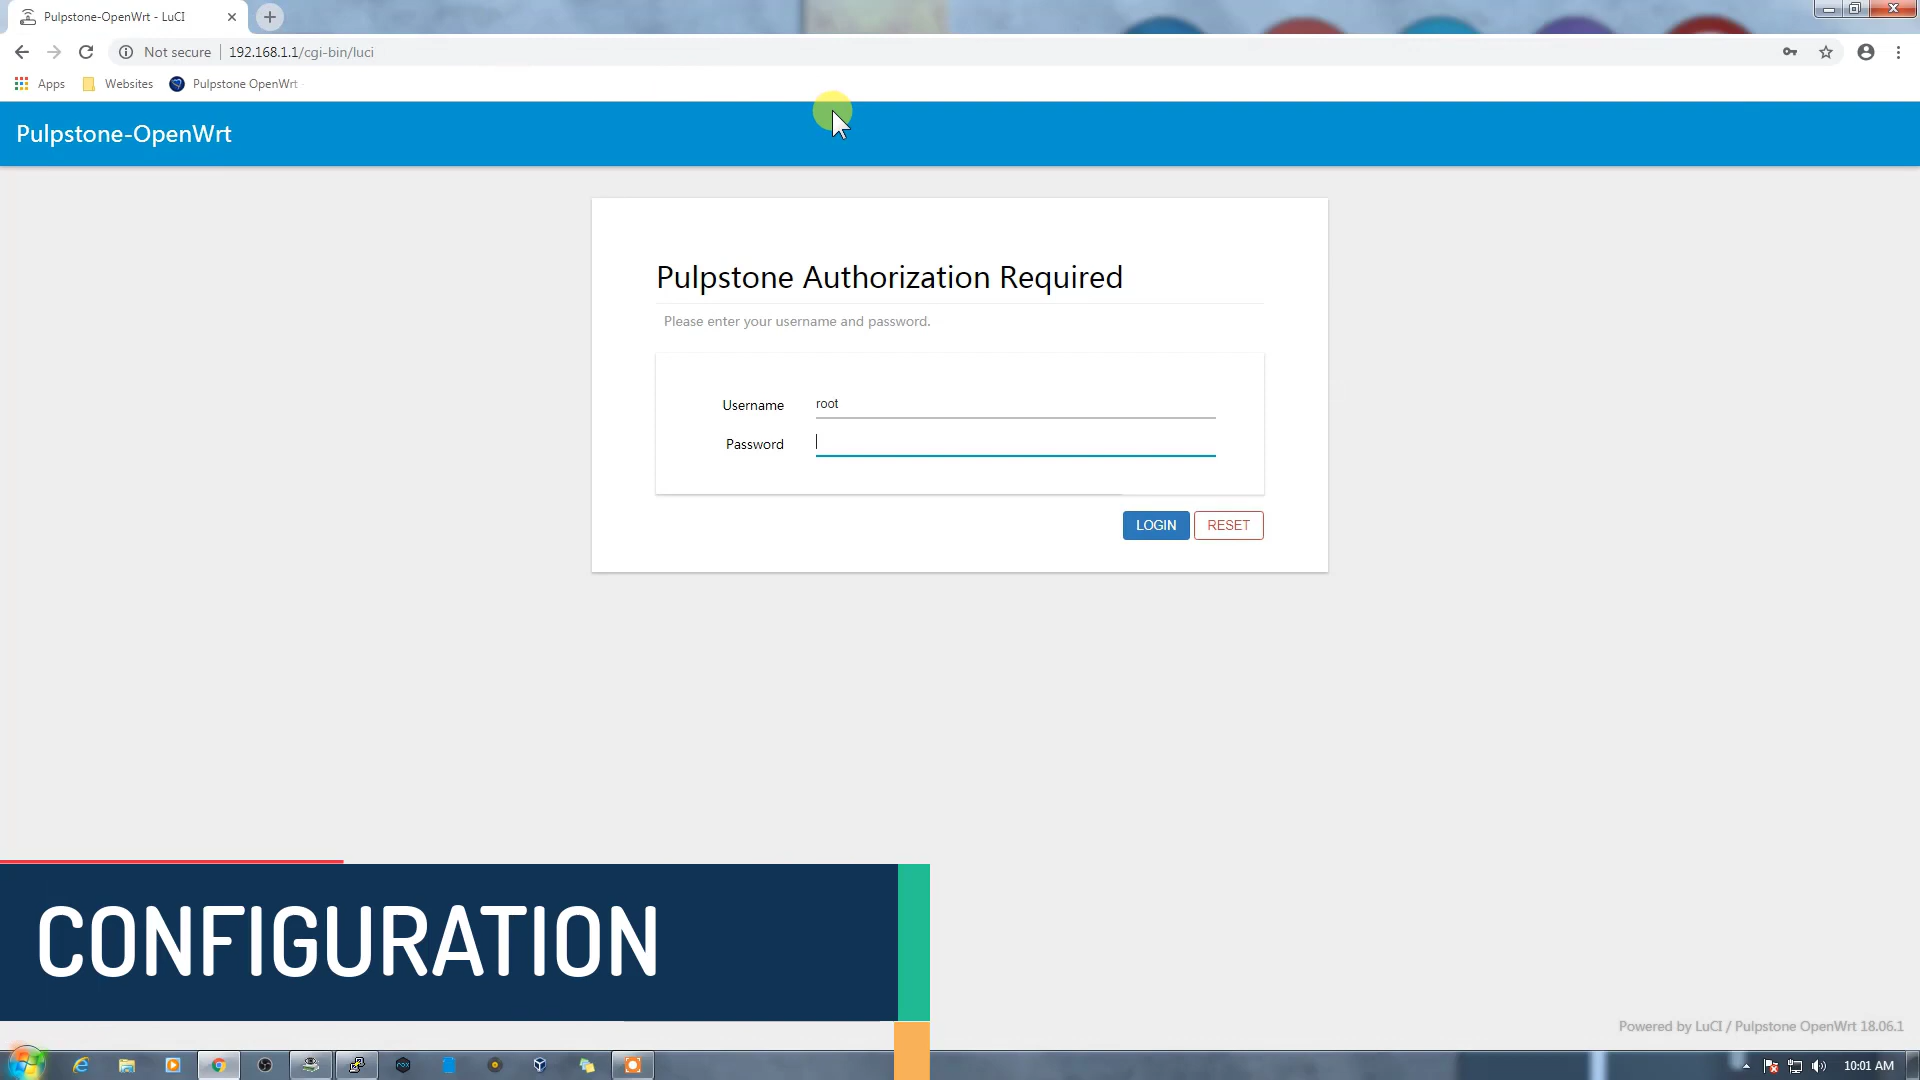 Pulpstone-OpenWrt - LuCI
Not secure | 192.168.1.1/cgi-bin/luci
Apps Websites Pulpstone OpenWrt
Pulpstone-OpenWrt
Pulpstone Authorization Required
Please enter your username and password.
Username root
Password
LOGIN RESET
CONFIGURATION
Powered by LuCI / Pulpstone OpenWrt 18.06.1
10:01 AM